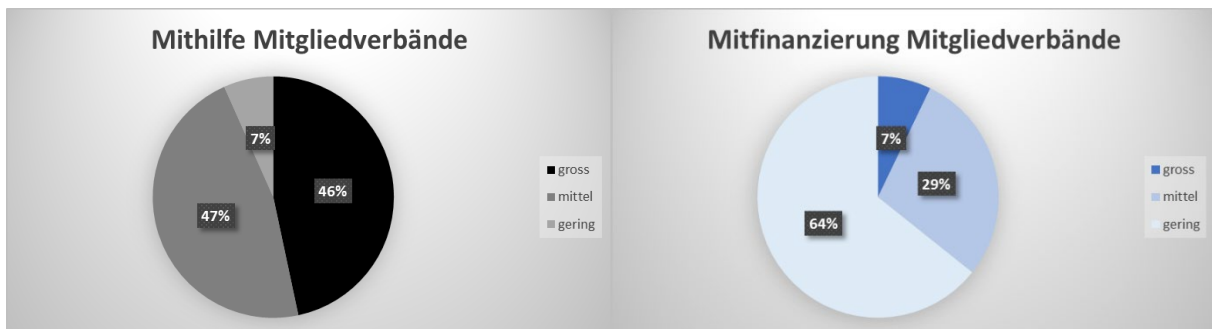 Mithilfe Mitgliedverbände
7%
46%
47%
gross
mittel
gering
Mitfinanzierung Mitgliedverbände
7%
29%
64%
gross
mittel
gering